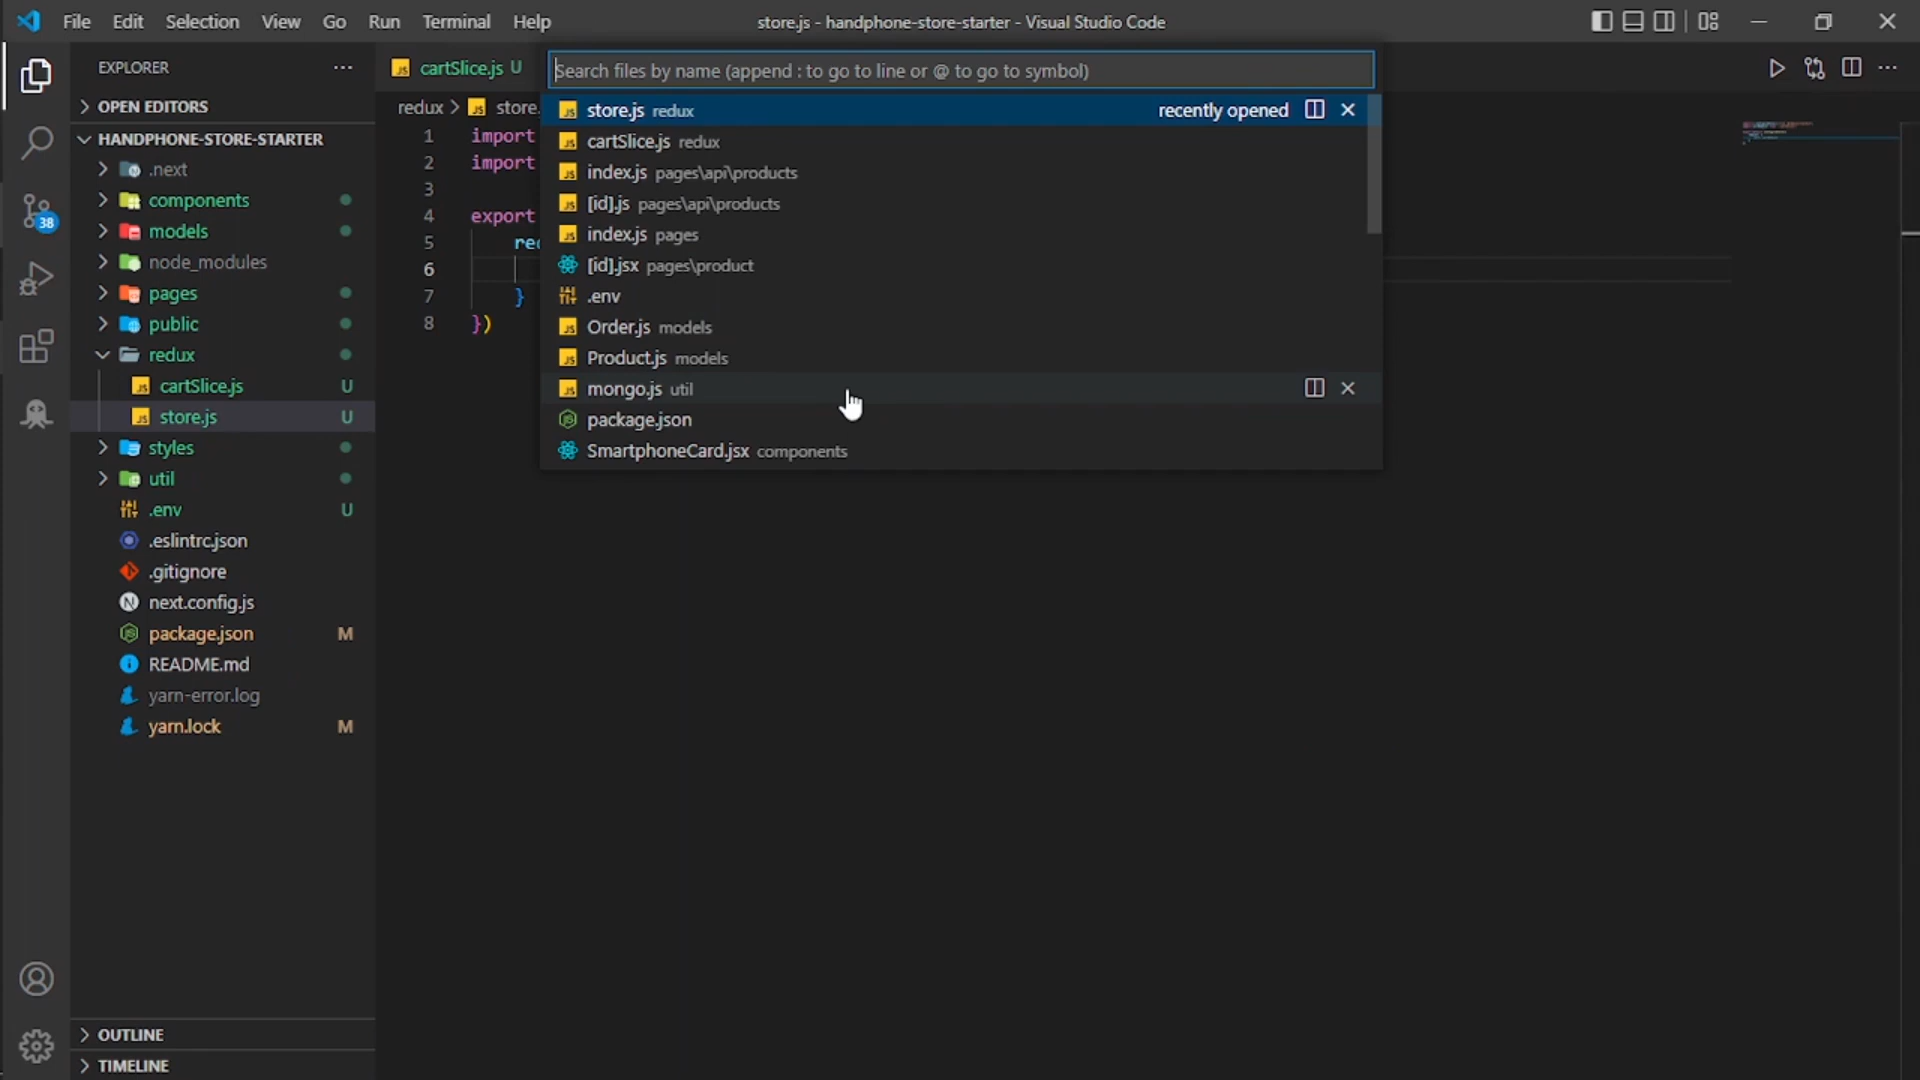 File Edit Selection View Go Run Terminal Help
store.js - handphone-store-starter - Visual Studio Code
EXPLORER
OPEN EDITORS
HANDPHONE-STORE-STARTER
.next
components
models
node_modules
pages
public
redux
cartSlice.js U
store.js U
styles
util
.env U
.eslintrc.json
.gitignore
next.config.js
package.json M
README.md
yarn-error.log
yarn.lock M
OUTLINE
TIMELINE
38
cartSlice.js U
redux > store.
1 import
2 import
3
4 export
5 red
6
7 }
8 })
Search files by name (append : to go to line or @ to go to symbol)
store.js redux recently opened
cartSlice.js redux
index.js pages\api\products
[id].js pages\api\products
index.js pages
[id].jsx pages\product
.env
Order.js models
Product.js models
mongo.js util
package.json
SmartphoneCard.jsx components